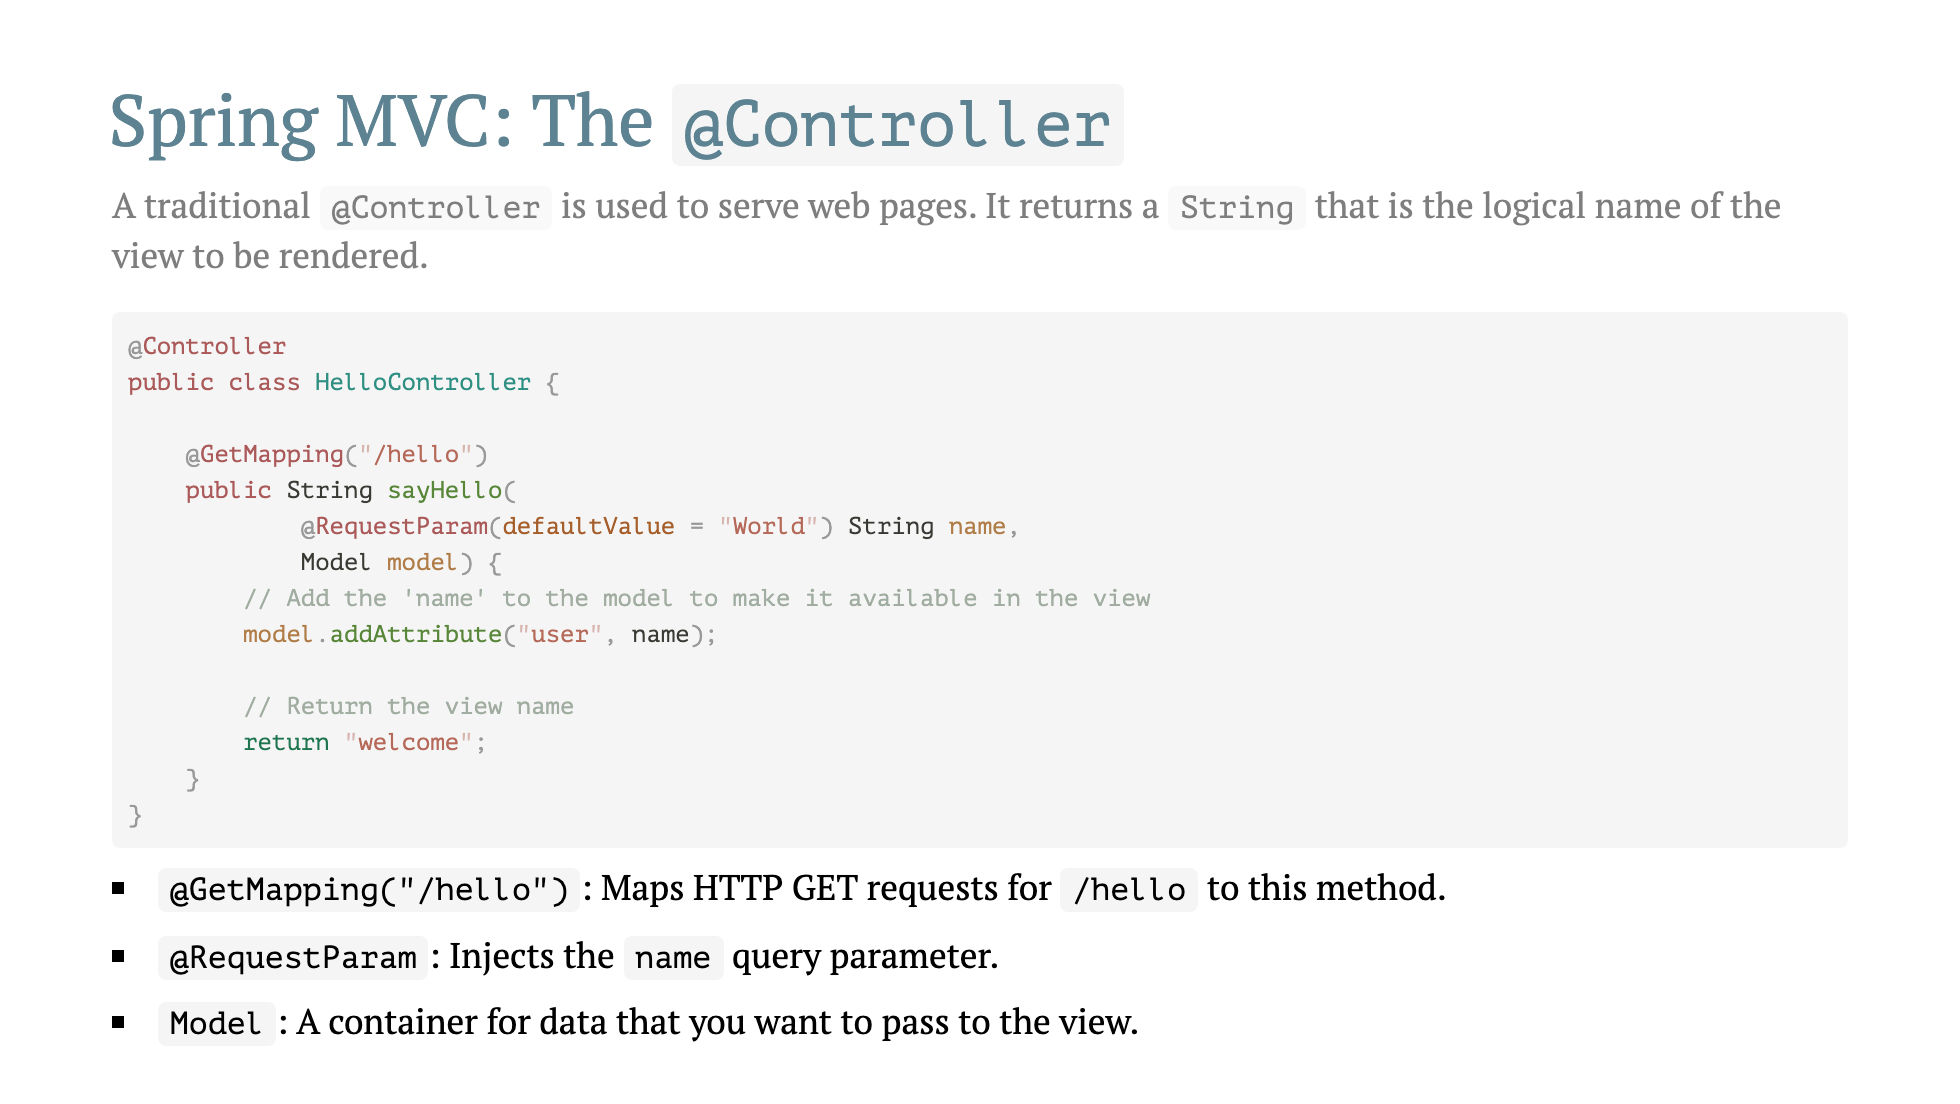 Spring MVC: The @Controller
A traditional @Controller is used to serve web pages. It returns a String that is the logical name of the
view to be rendered.
@Controller
public class HelloController {
    @GetMapping("/hello")
    public String sayHello(
            @RequestParam(defaultValue = "World") String name,
            Model model) {
        // Add the 'name' to the model to make it available in the view
        model.addAttribute("user", name);
        // Return the view name
        return "welcome";
    }
}
▪ @GetMapping("/hello"): Maps HTTP GET requests for /hello to this method.
▪ @RequestParam: Injects the name query parameter.
▪ Model: A container for data that you want to pass to the view.